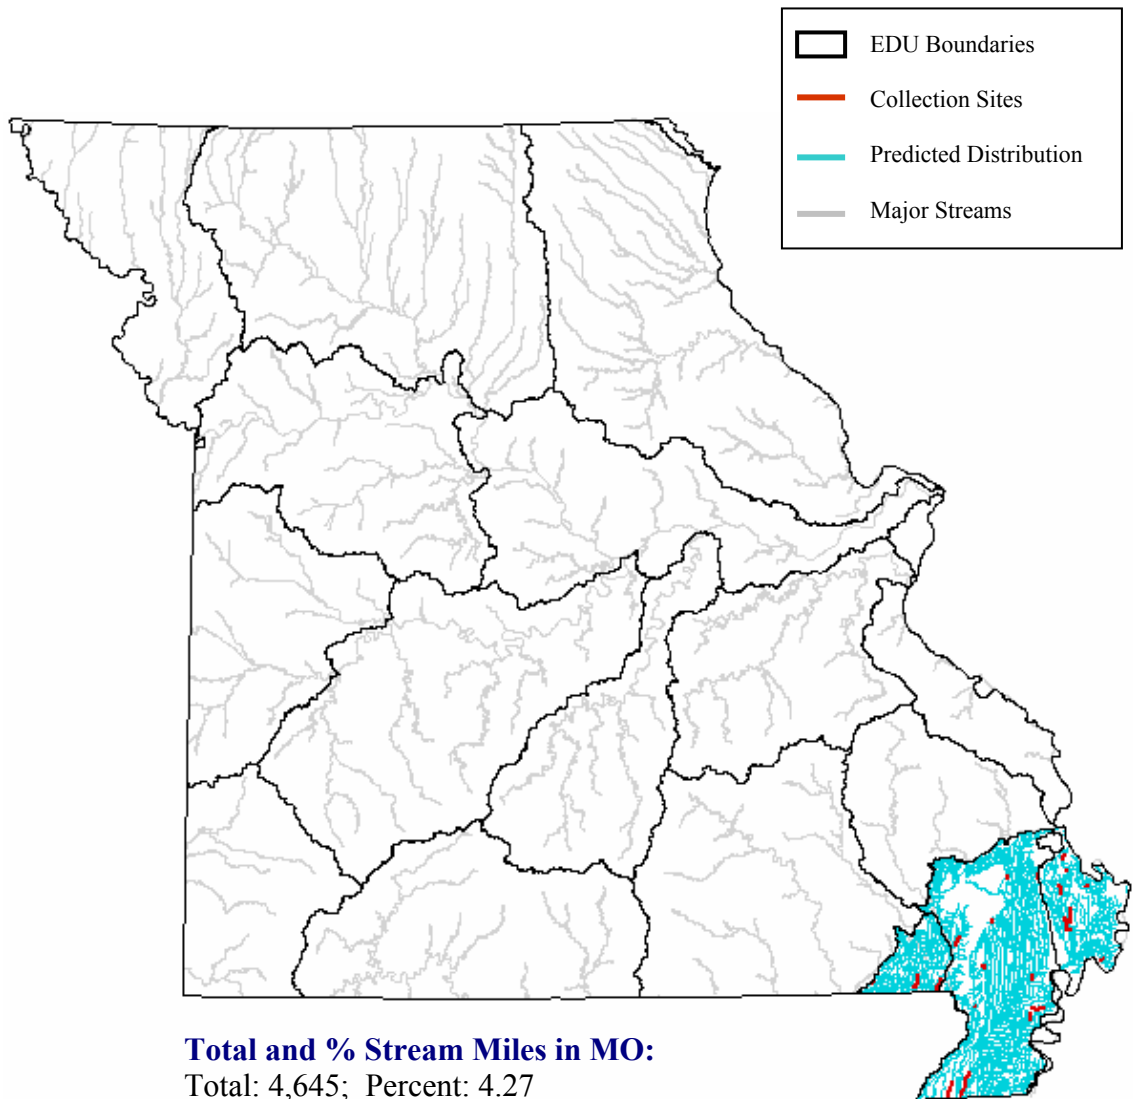 EDU Boundaries
Collection Sites
Predicted Distribution
Major Streams
Total and % Stream Miles in MO:
Total: 4,645; Percent: 4.27